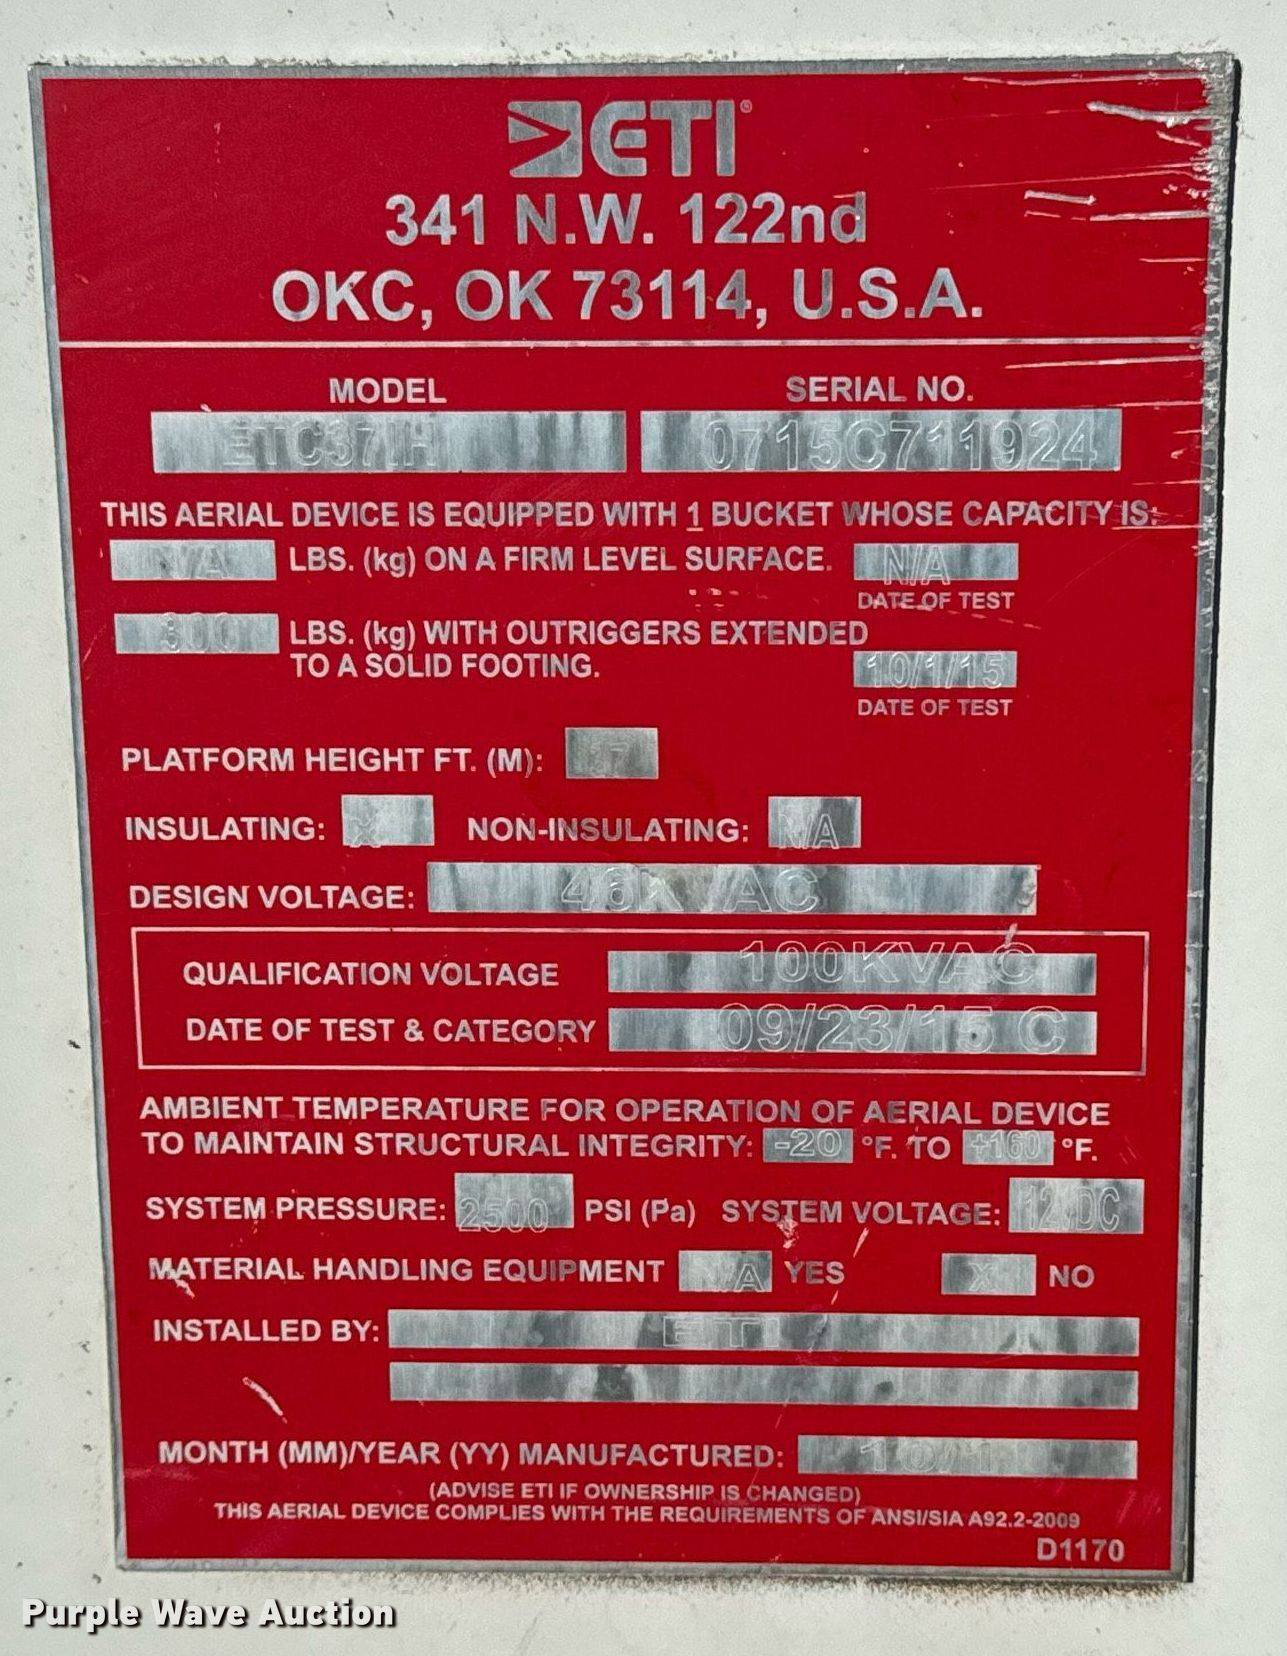 ETI®
341 N.W. 122nd
OKC, OK 73114, U.S.A.
MODEL SERIAL NO.
ETC37IH 0715C711924
THIS AERIAL DEVICE IS EQUIPPED WITH 1 BUCKET WHOSE CAPACITY IS:
N/A LBS. (kg) ON A FIRM LEVEL SURFACE. N/A
DATE OF TEST
300 LBS. (kg) WITH OUTRIGGERS EXTENDED
TO A SOLID FOOTING. 10/1/15
DATE OF TEST
PLATFORM HEIGHT FT. (M): 37
INSULATING: X NON-INSULATING: N/A
DESIGN VOLTAGE: 46KVAC
QUALIFICATION VOLTAGE 100KVAC
DATE OF TEST & CATEGORY 09/23/15 C
AMBIENT TEMPERATURE FOR OPERATION OF AERIAL DEVICE
TO MAINTAIN STRUCTURAL INTEGRITY: -20 °F. TO +160 °F.
SYSTEM PRESSURE: 2500 PSI (Pa) SYSTEM VOLTAGE: 12DC
MATERIAL HANDLING EQUIPMENT N/A YES X NO
INSTALLED BY: ETI
MONTH (MM)/YEAR (YY) MANUFACTURED:
(ADVISE ETI IF OWNERSHIP IS CHANGED)
THIS AERIAL DEVICE COMPLIES WITH THE REQUIREMENTS OF ANSI/SIA A92.2-2009
D1170
Purple Wave Auction